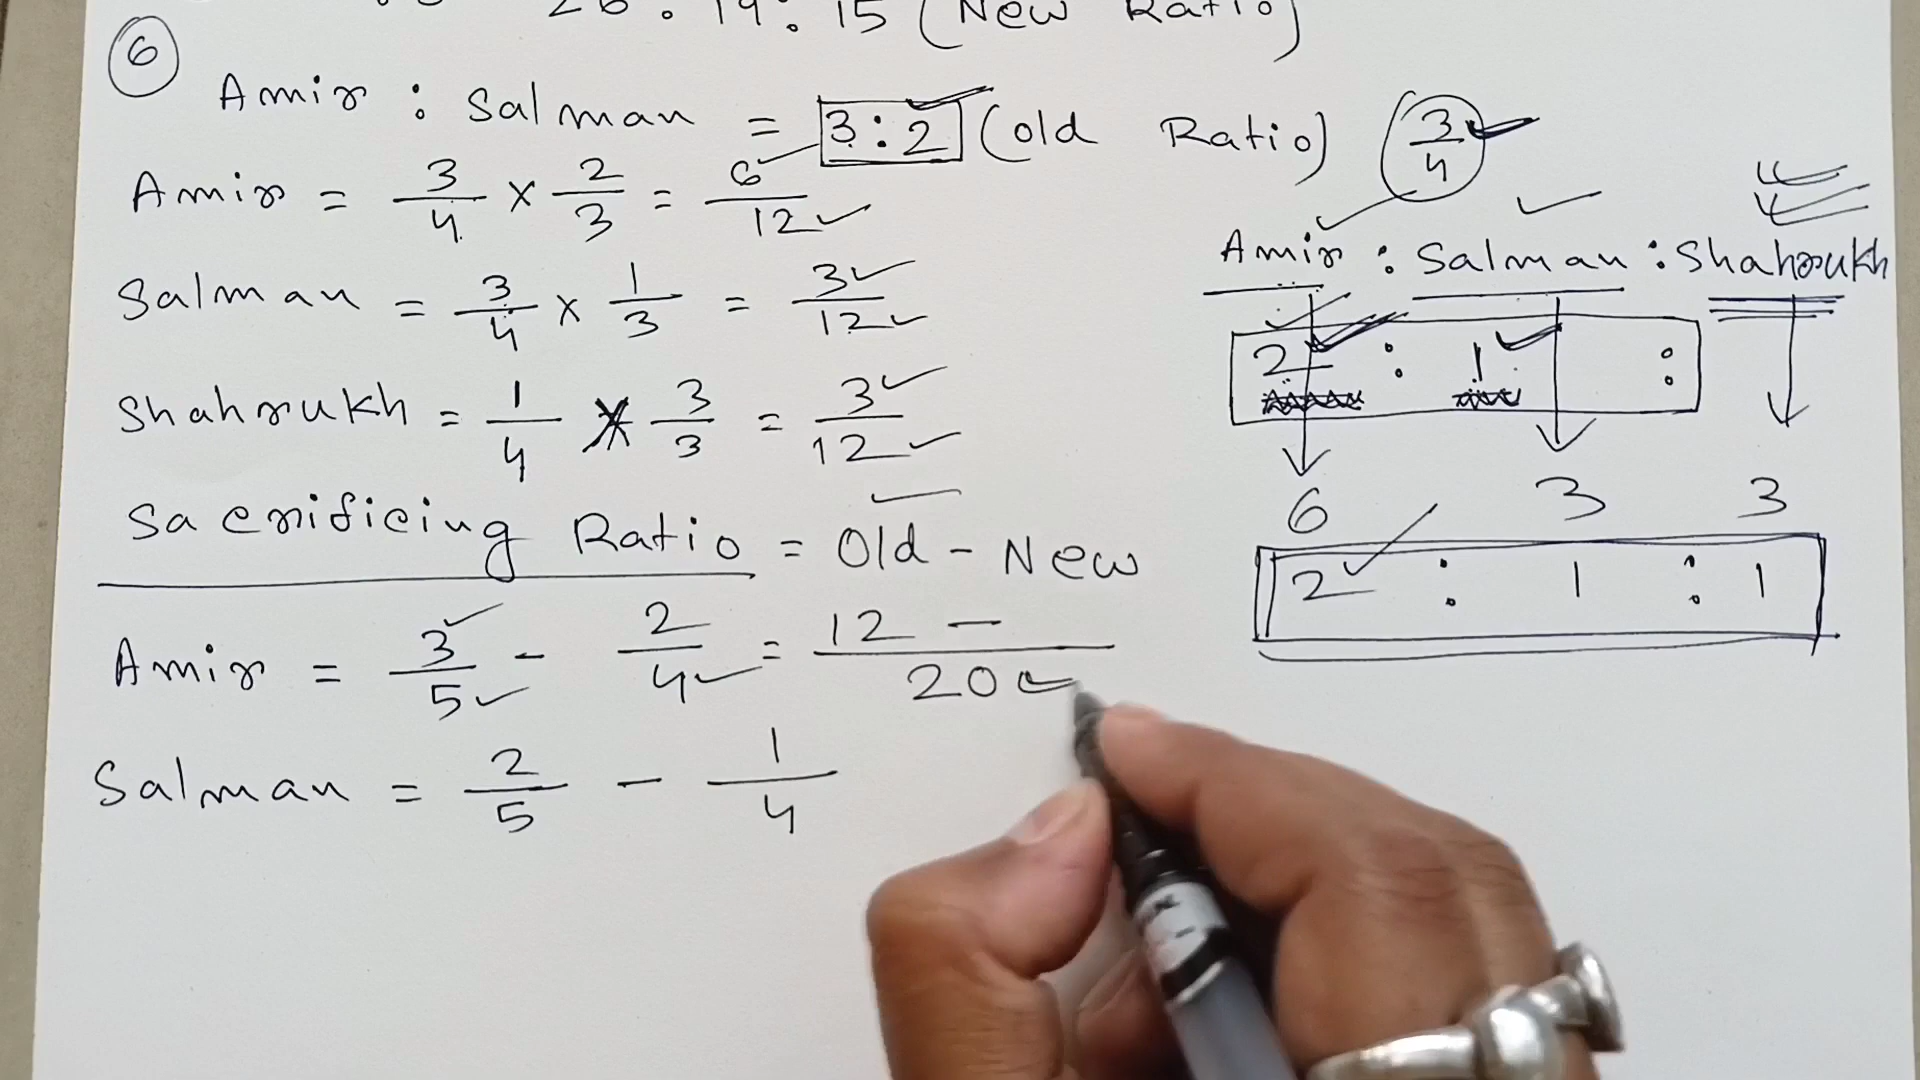 26 : 19 : 15 (New Ratio)
6
Amir : Salman = 3:2 (Old Ratio) 3/4
Amir = 3/4 x 2/3 = 6/12
Salman = 3/4 x 1/3 = 3/12
Shahrukh = 1/4 x 3/3 = 3/12
Sacrificing Ratio = Old - New
Amir = 3/5 - 2/4 = 12 - /20
Salman = 2/5 - 1/4
Amir : Salman : Shahrukh
2 : 1 :
6 3 3
2 : 1 : 1